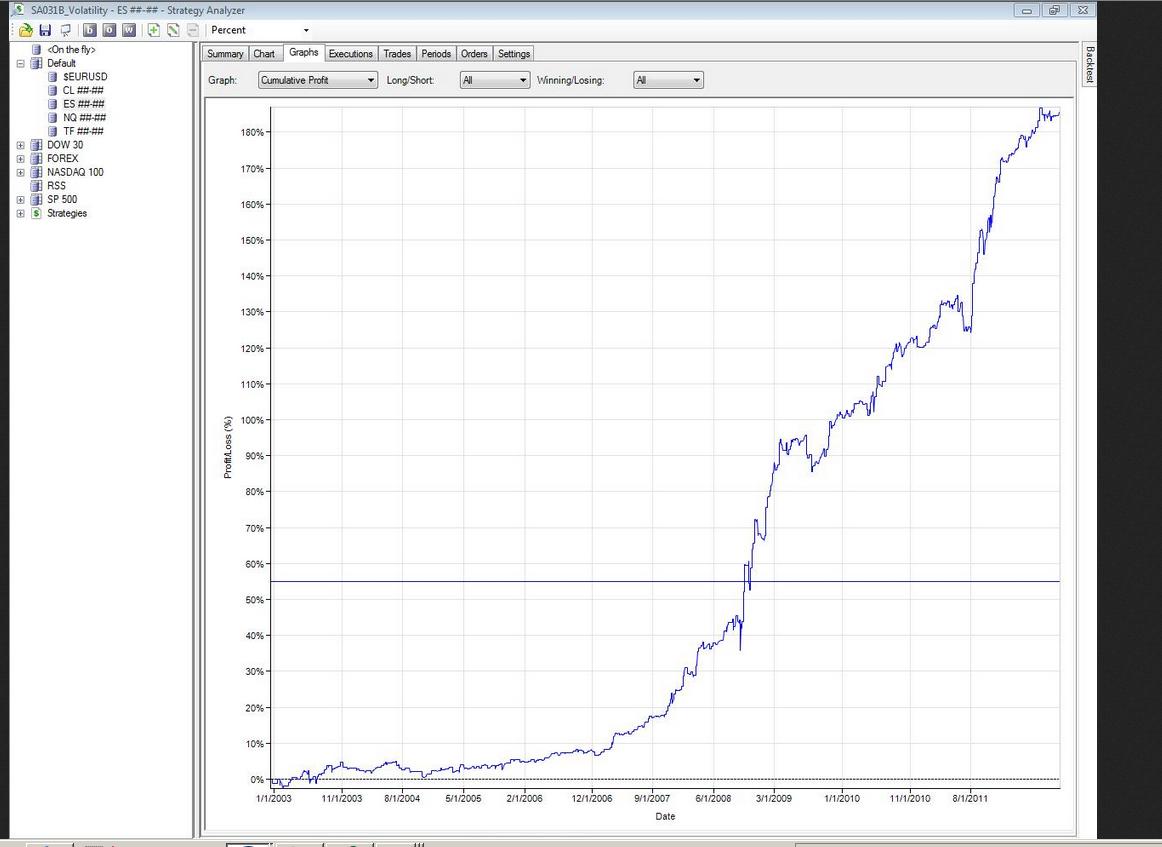 SA031B_Volatility - ES ##-## - Strategy Analyzer
b o w Percent
<On the fly>
Default
$EURUSD
CL ##-##
ES ##-##
NQ ##-##
TF ##-##
DOW 30
FOREX
NASDAQ 100
RSS
SP 500
$ Strategies
Summary Chart Graphs Executions Trades Periods Orders Settings
Graph: Cumulative Profit Long/Short: All Winning/Losing: All
Backtest
180%
170%
160%
150%
140%
130%
120%
110%
100%
90%
80%
70%
60%
50%
40%
30%
20%
10%
0%
Profit/Loss (%)
1/1/2003 11/1/2003 8/1/2004 5/1/2005 2/1/2006 12/1/2006 9/1/2007 6/1/2008 3/1/2009 1/1/2010 11/1/2010 8/1/2011
Date